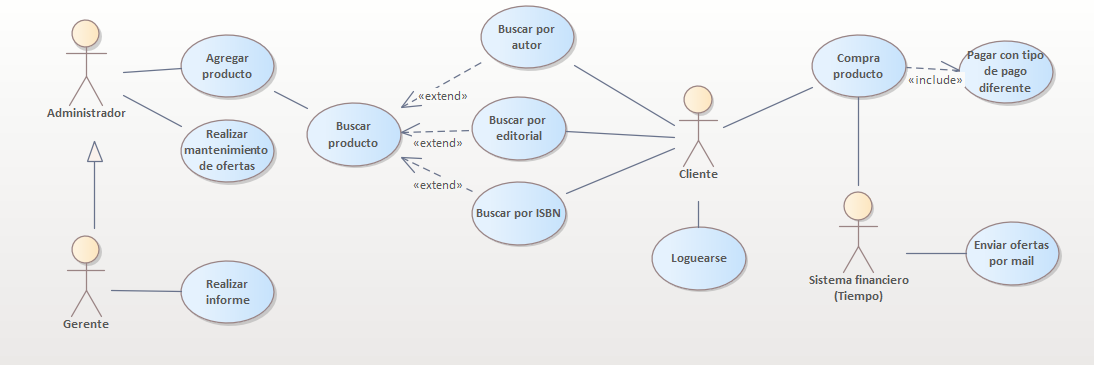 Administrador
Agregar
producto
Realizar
mantenimiento
de ofertas
Gerente
Realizar
informe
Buscar
producto
«extend»
«extend»
«extend»
Buscar por
autor
Buscar por
editorial
Buscar por ISBN
Cliente
Loguearse
Compra
producto
«include»
Pagar con tipo
de pago
diferente
Sistema financiero
(Tiempo)
Enviar ofertas
por mail